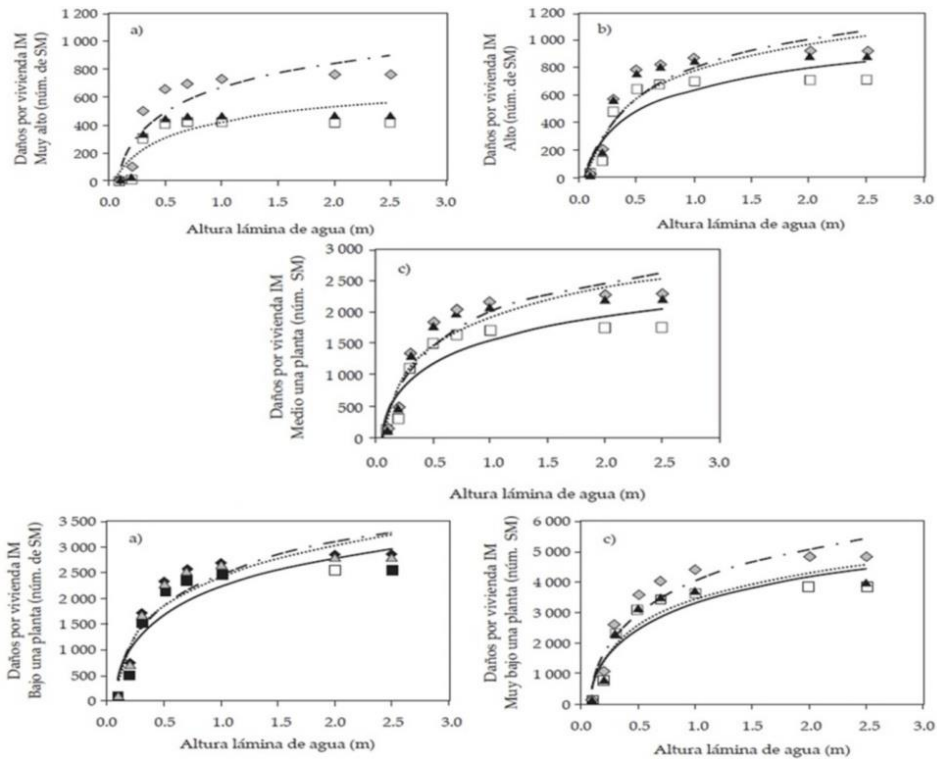 a)
Daños por vivienda IM
Muy alto (núm. de SM)
1 200
1 000
800
600
400
200
0
0.0 0.5 1.0 1.5 2.0 2.5 3.0
Altura lámina de agua (m)
b)
Daños por vivienda IM
Alto (núm. de SM)
1 200
1 000
800
600
400
200
0
0.0 0.5 1.0 1.5 2.0 2.5 3.0
Altura lámina de agua (m)
c)
Daños por vivienda IM
Medio una planta (núm. SM)
3 000
2 500
2 000
1 500
1 000
500
0
0.0 0.5 1.0 1.5 2.0 2.5 3.0
Altura lámina de agua (m)
a)
Daños por vivienda IM
Bajo una planta (núm. de SM)
3 500
3 000
2 500
2 000
1 500
1 000
500
0
0.0 0.5 1.0 1.5 2.0 2.5 3.0
Altura lámina de agua (m)
c)
Daños por vivienda IM
Muy bajo una planta (núm. SM)
6 000
5 000
4 000
3 000
2 000
1 000
0
0.0 0.5 1.0 1.5 2.0 2.5 3.0
Altura lámina de agua (m)